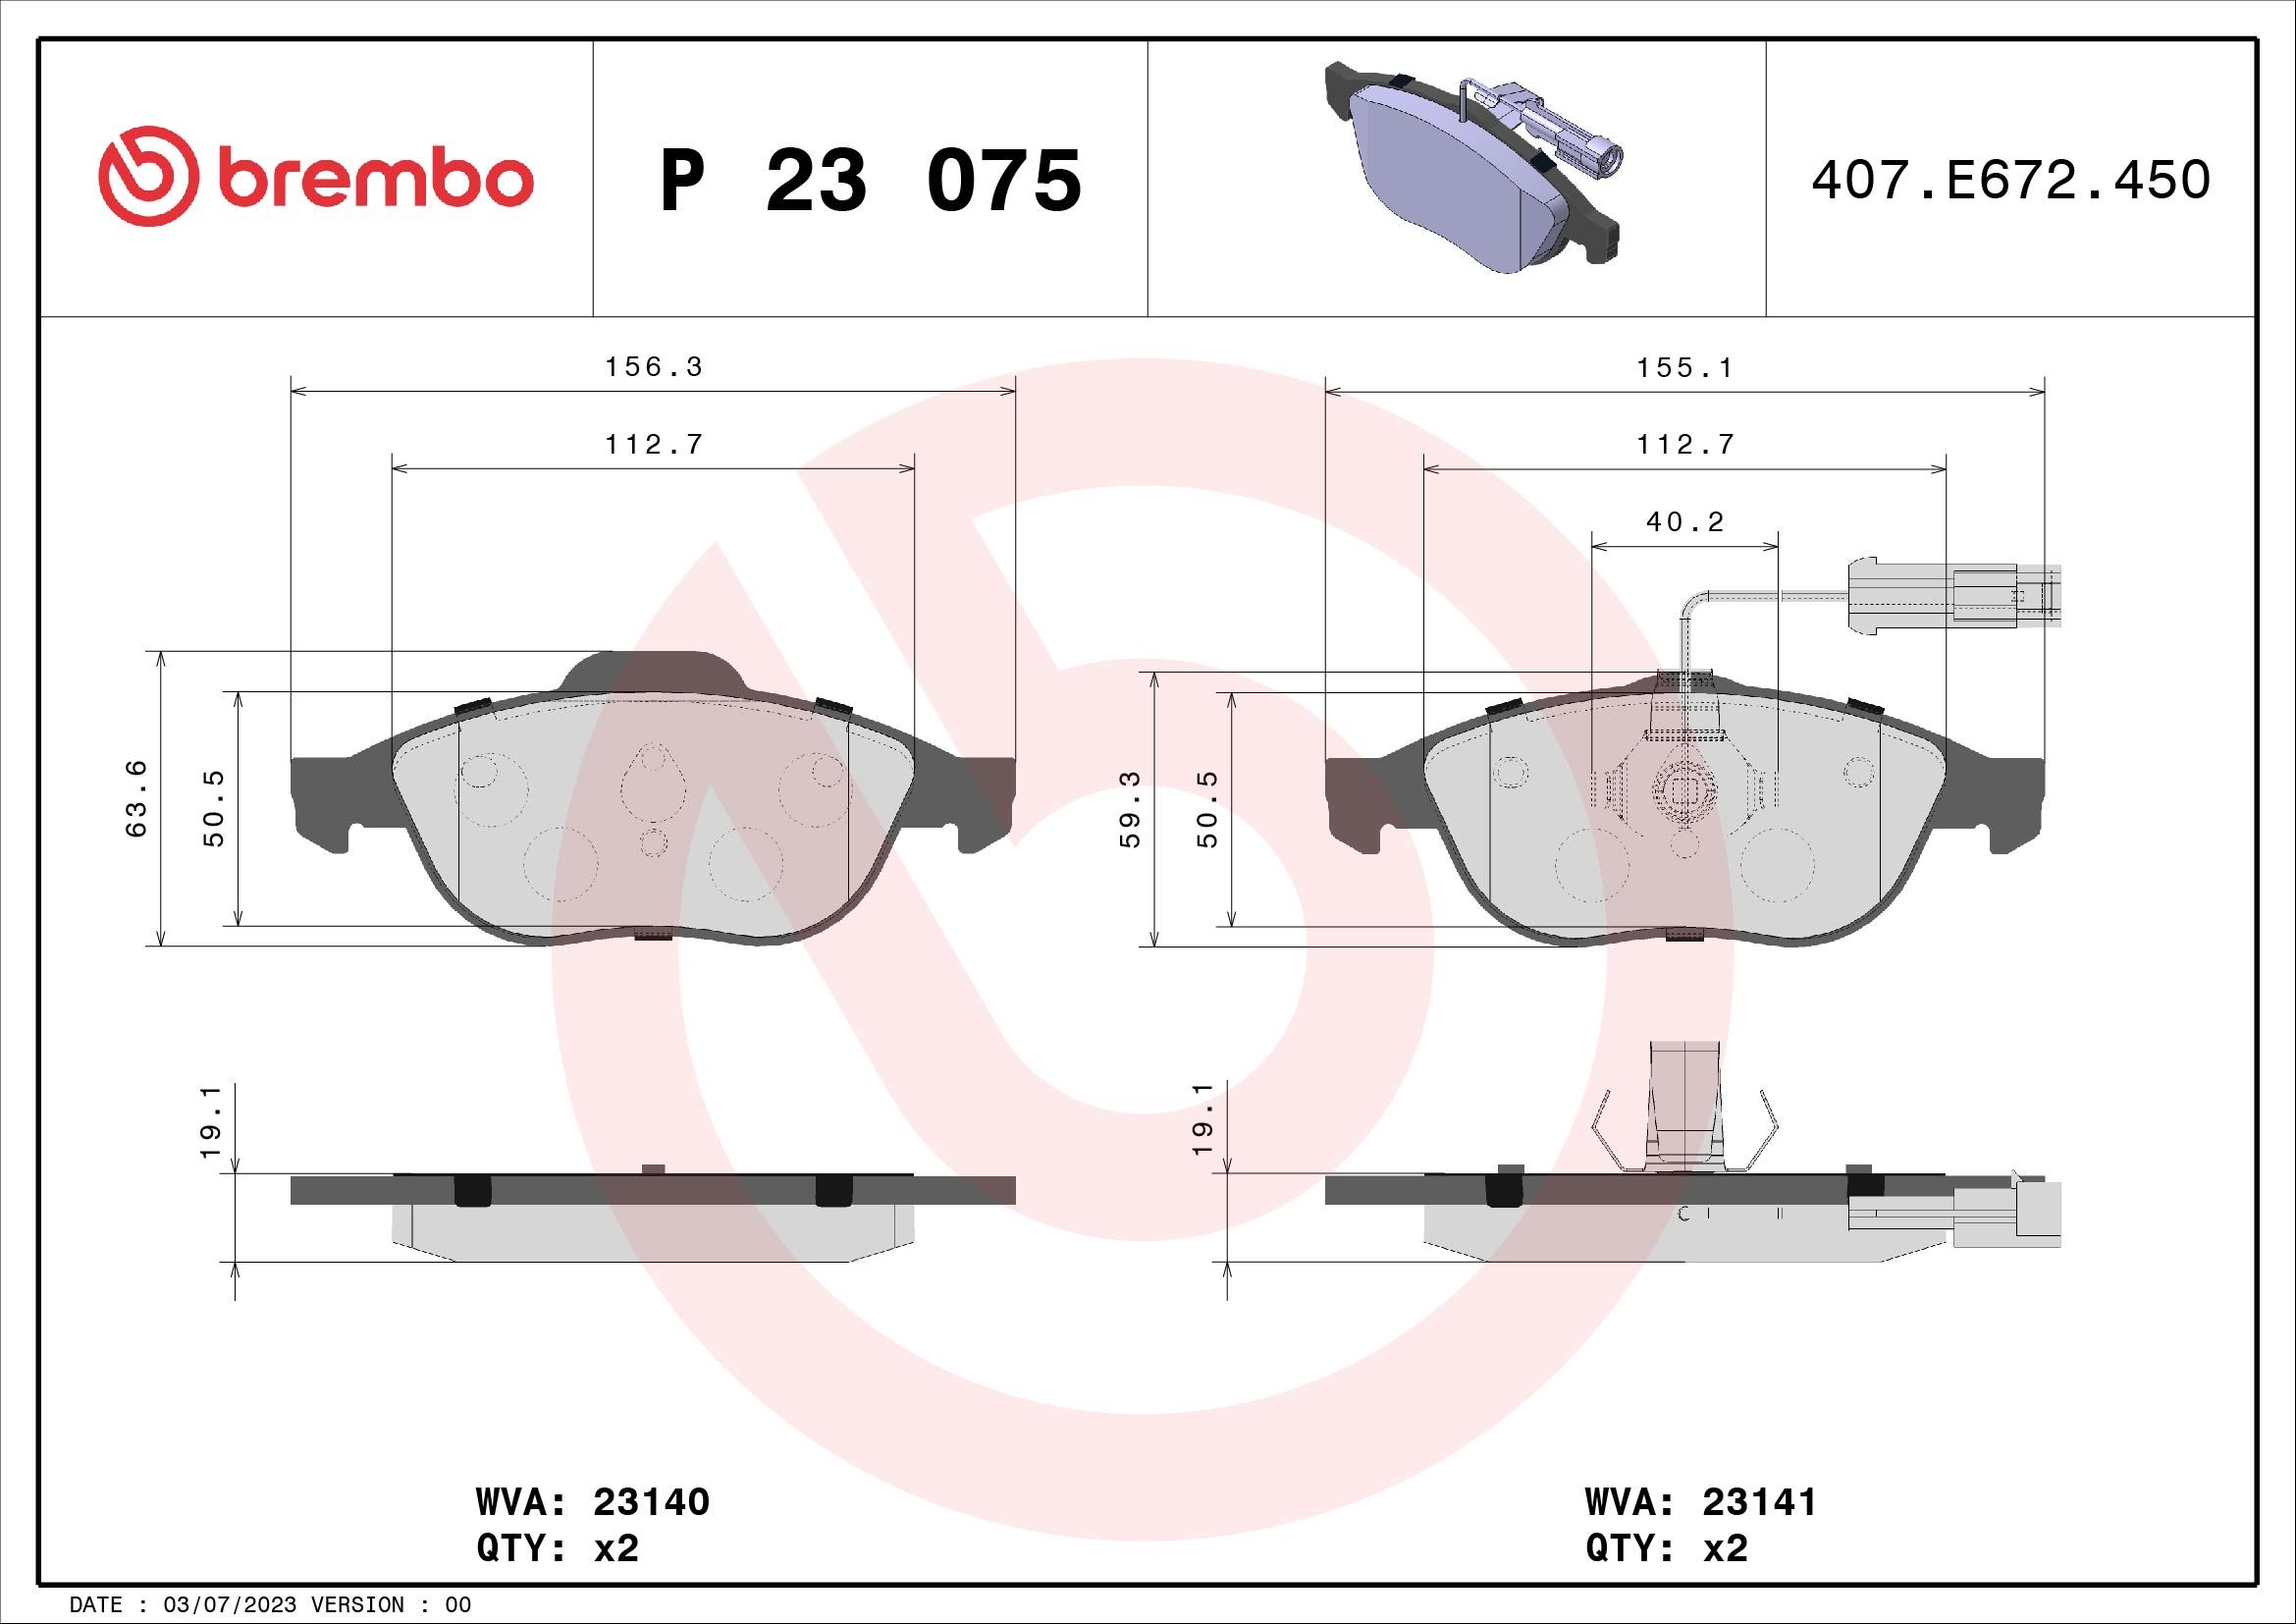 brembo
P 23 075
407.E672.450
156.3
112.7
63.6
50.5
155.1
112.7
40.2
59.3
50.5
19.1
19.1
WVA: 23140
QTY: x2
WVA: 23141
QTY: x2
DATE : 03/07/2023 VERSION : 00